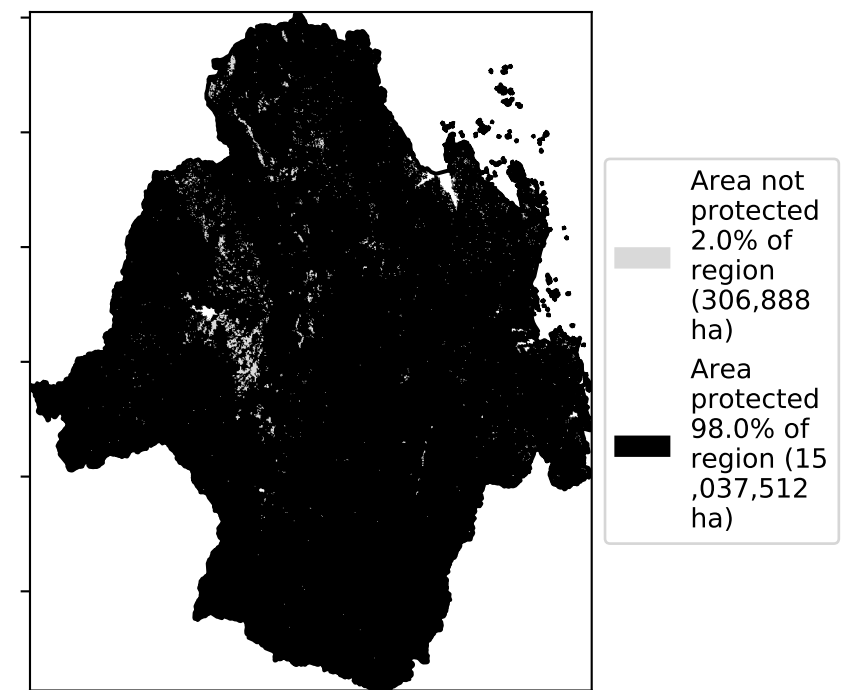 Area not
protected
2.0% of
region
(306,888
ha)
Area
protected
98.0% of
region (15
,037,512
ha)